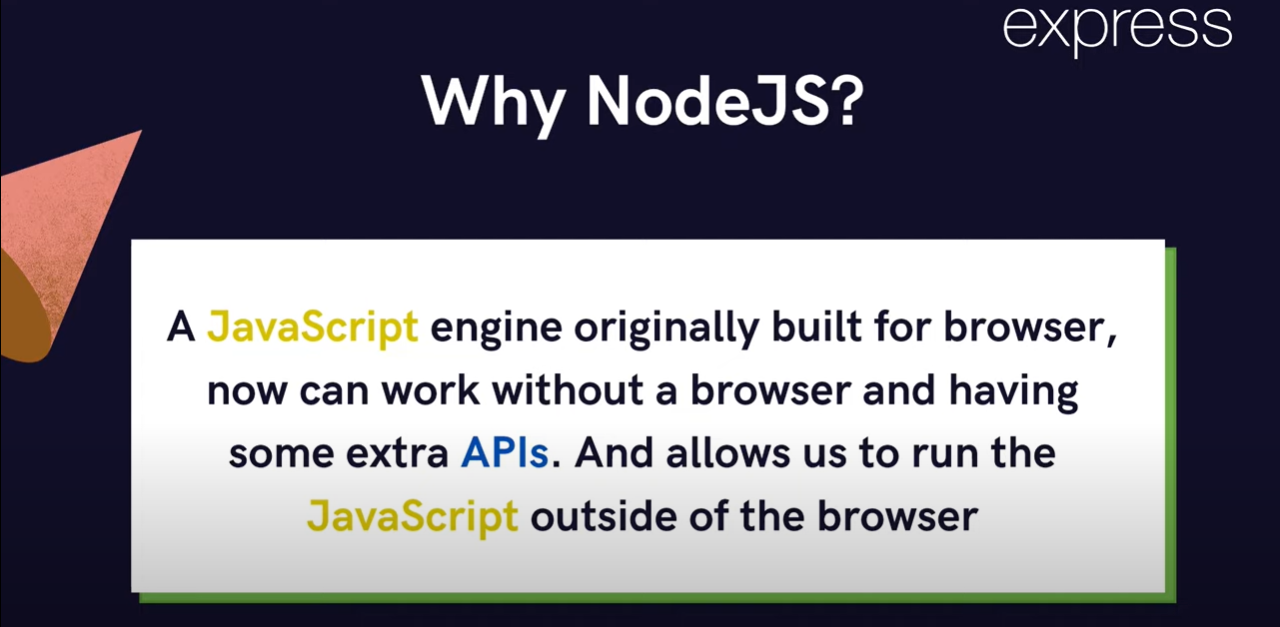 express
Why NodeJS?
A JavaScript engine originally built for browser,
now can work without a browser and having
some extra APIs. And allows us to run the
JavaScript outside of the browser